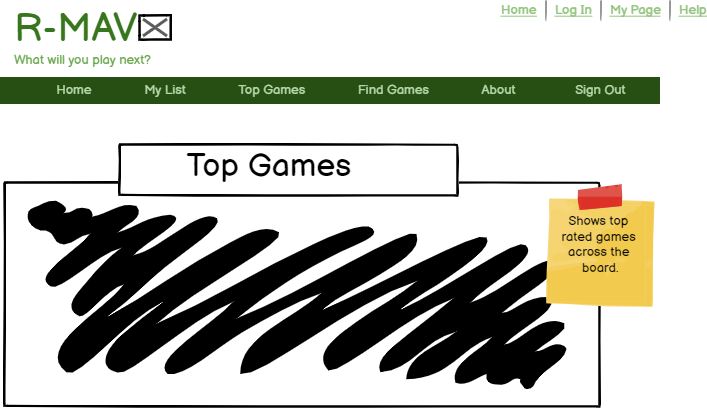 Home Log In My Page Help
R-MAV
What will you play next?
Home My List Top Games Find Games About Sign Out
Top Games
Shows top
rated games
across the
board.